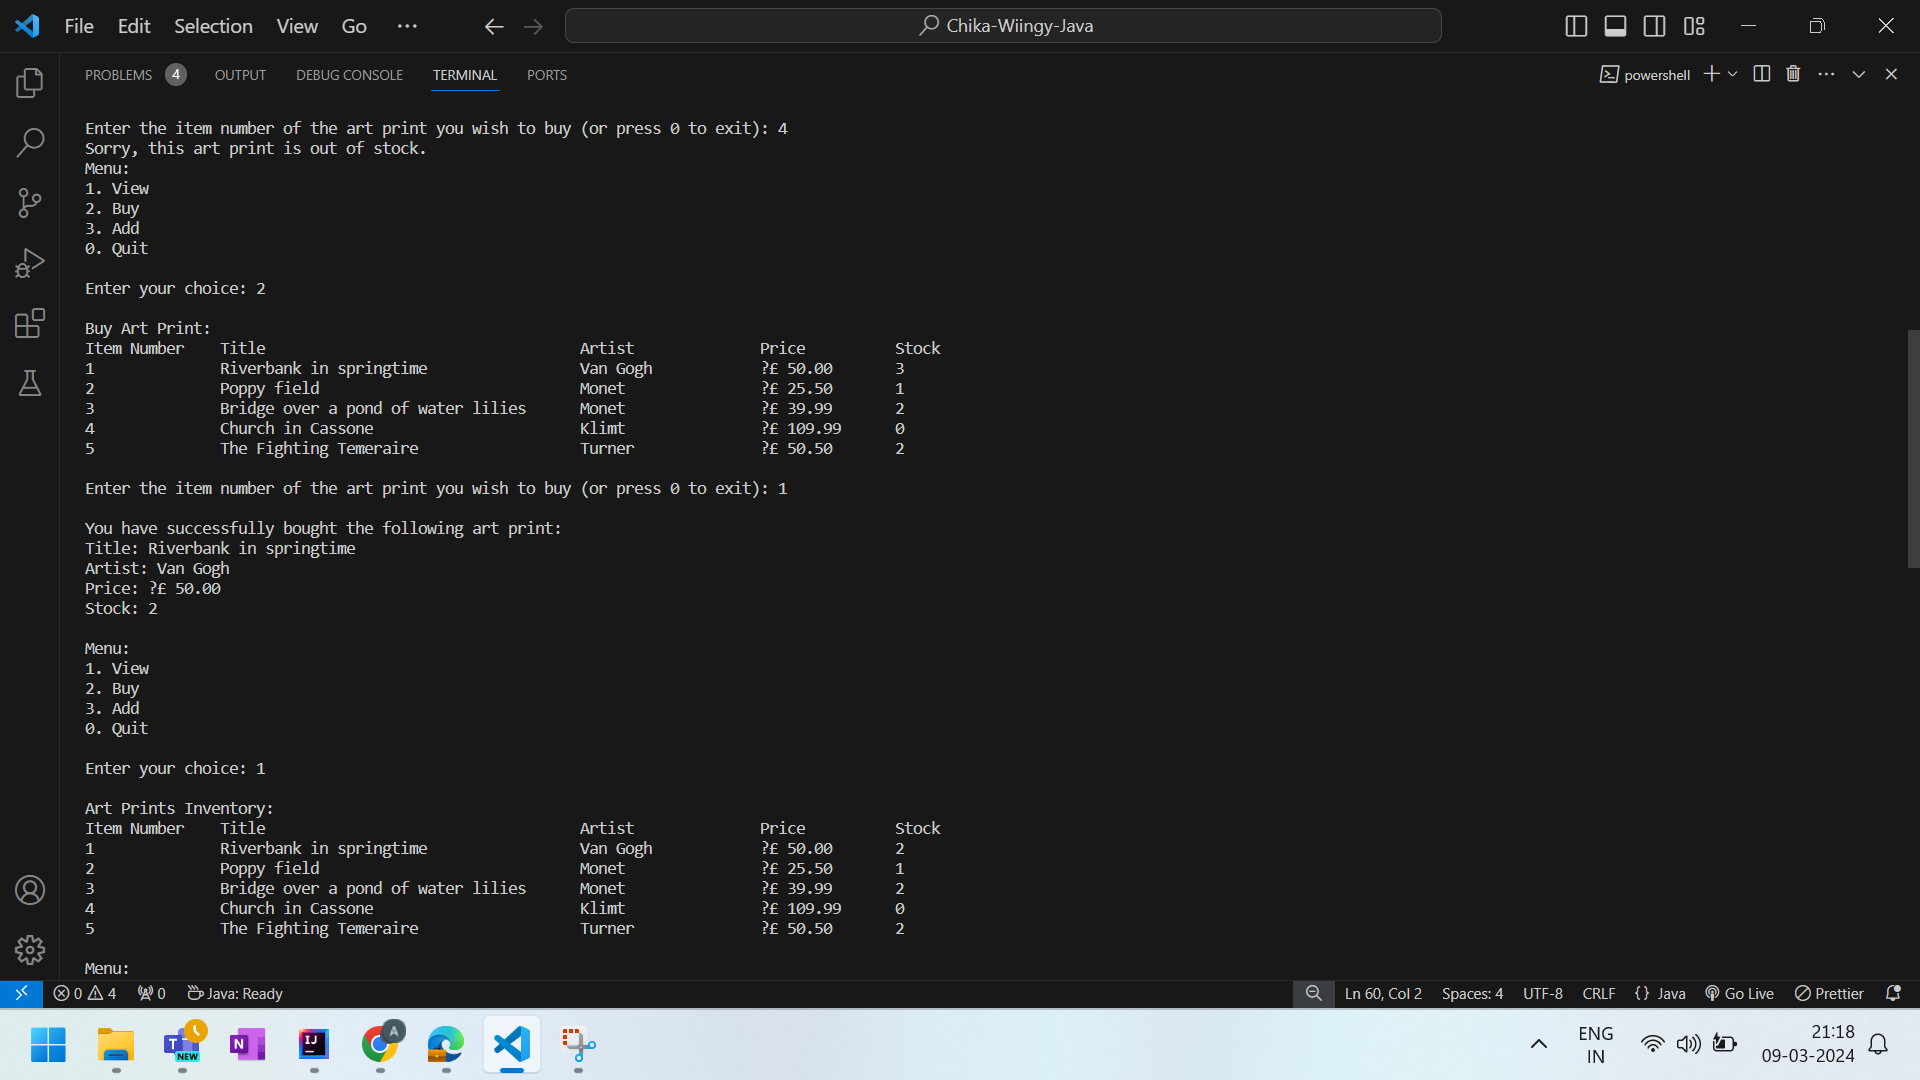 File Edit Selection View Go ··· Chika-Wiingy-Java
PROBLEMS 4 OUTPUT DEBUG CONSOLE TERMINAL PORTS powershell
Enter the item number of the art print you wish to buy (or press 0 to exit): 4
Sorry, this art print is out of stock.
Menu:
1. View
2. Buy
3. Add
0. Quit
Enter your choice: 2
Buy Art Print:
Item Number Title Artist Price Stock
1 Riverbank in springtime Van Gogh ?£ 50.00 3
2 Poppy field Monet ?£ 25.50 1
3 Bridge over a pond of water lilies Monet ?£ 39.99 2
4 Church in Cassone Klimt ?£ 109.99 0
5 The Fighting Temeraire Turner ?£ 50.50 2
Enter the item number of the art print you wish to buy (or press 0 to exit): 1
You have successfully bought the following art print:
Title: Riverbank in springtime
Artist: Van Gogh
Price: ?£ 50.00
Stock: 2
Menu:
1. View
2. Buy
3. Add
0. Quit
Enter your choice: 1
Art Prints Inventory:
Item Number Title Artist Price Stock
1 Riverbank in springtime Van Gogh ?£ 50.00 2
2 Poppy field Monet ?£ 25.50 1
3 Bridge over a pond of water lilies Monet ?£ 39.99 2
4 Church in Cassone Klimt ?£ 109.99 0
5 The Fighting Temeraire Turner ?£ 50.50 2
Menu:
0 4 0 Java: Ready Ln 60, Col 2 Spaces: 4 UTF-8 CRLF {} Java Go Live Prettier
T NEW N IJ A ENG 21:18
IN 09-03-2024